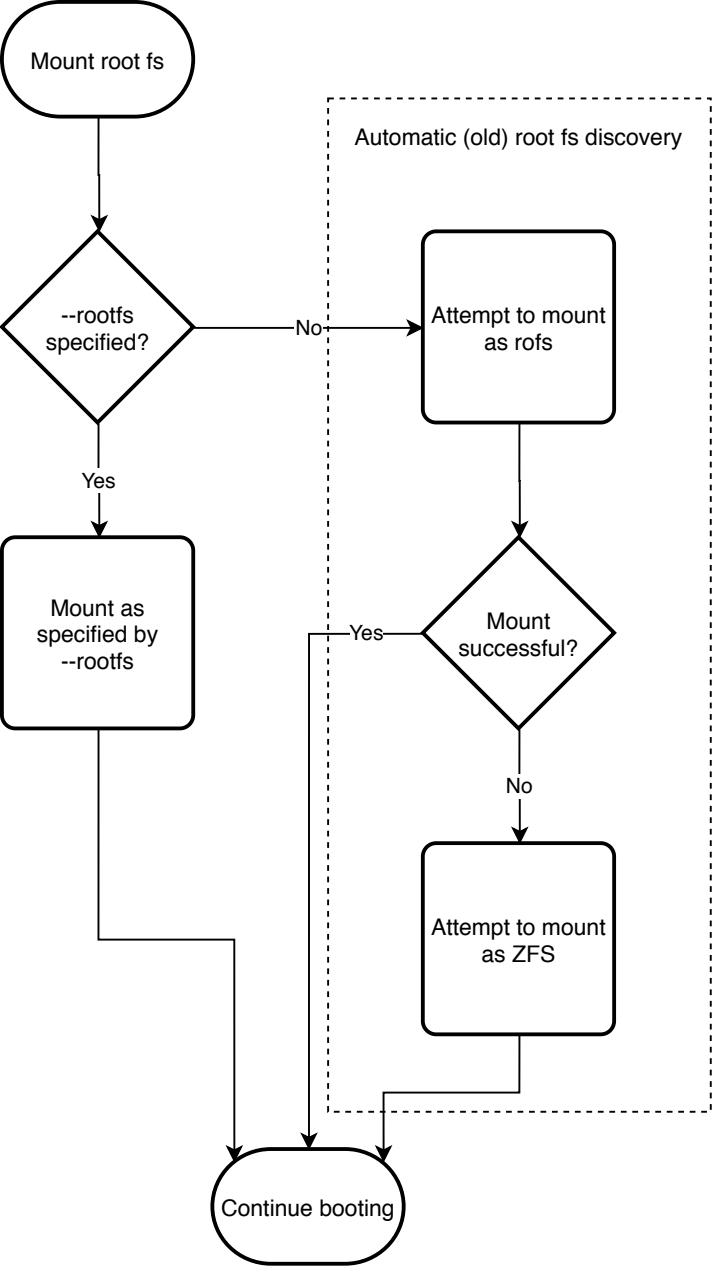 Mount root fs
Automatic (old) root fs discovery
--rootfs
specified?
No
Attempt to mount
as rofs
Yes
Mount as
specified by
--rootfs
Yes
Mount
successful?
No
Attempt to mount
as ZFS
Continue booting